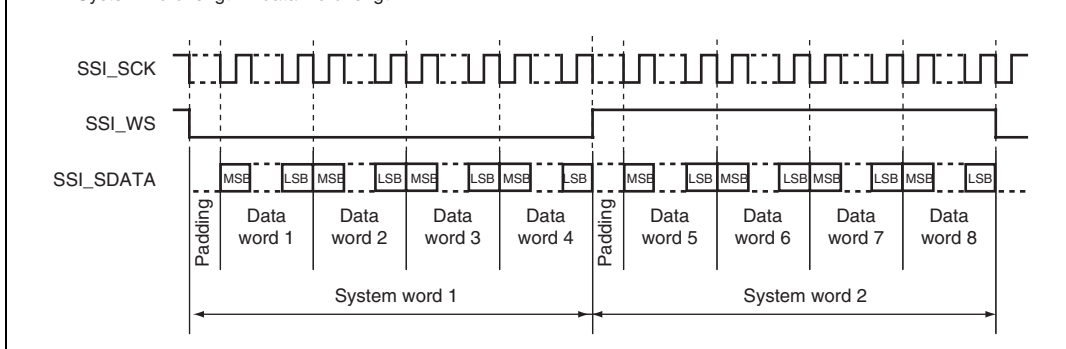 SSI_SCK
SSI_WS
SSI_SDATA
MSB LSB MSB LSB MSB LSB MSB LSB MSB LSB MSB LSB MSB LSB MSB LSB
Padding Data word 1 Data word 2 Data word 3 Data word 4 Padding Data word 5 Data word 6 Data word 7 Data word 8
System word 1 System word 2